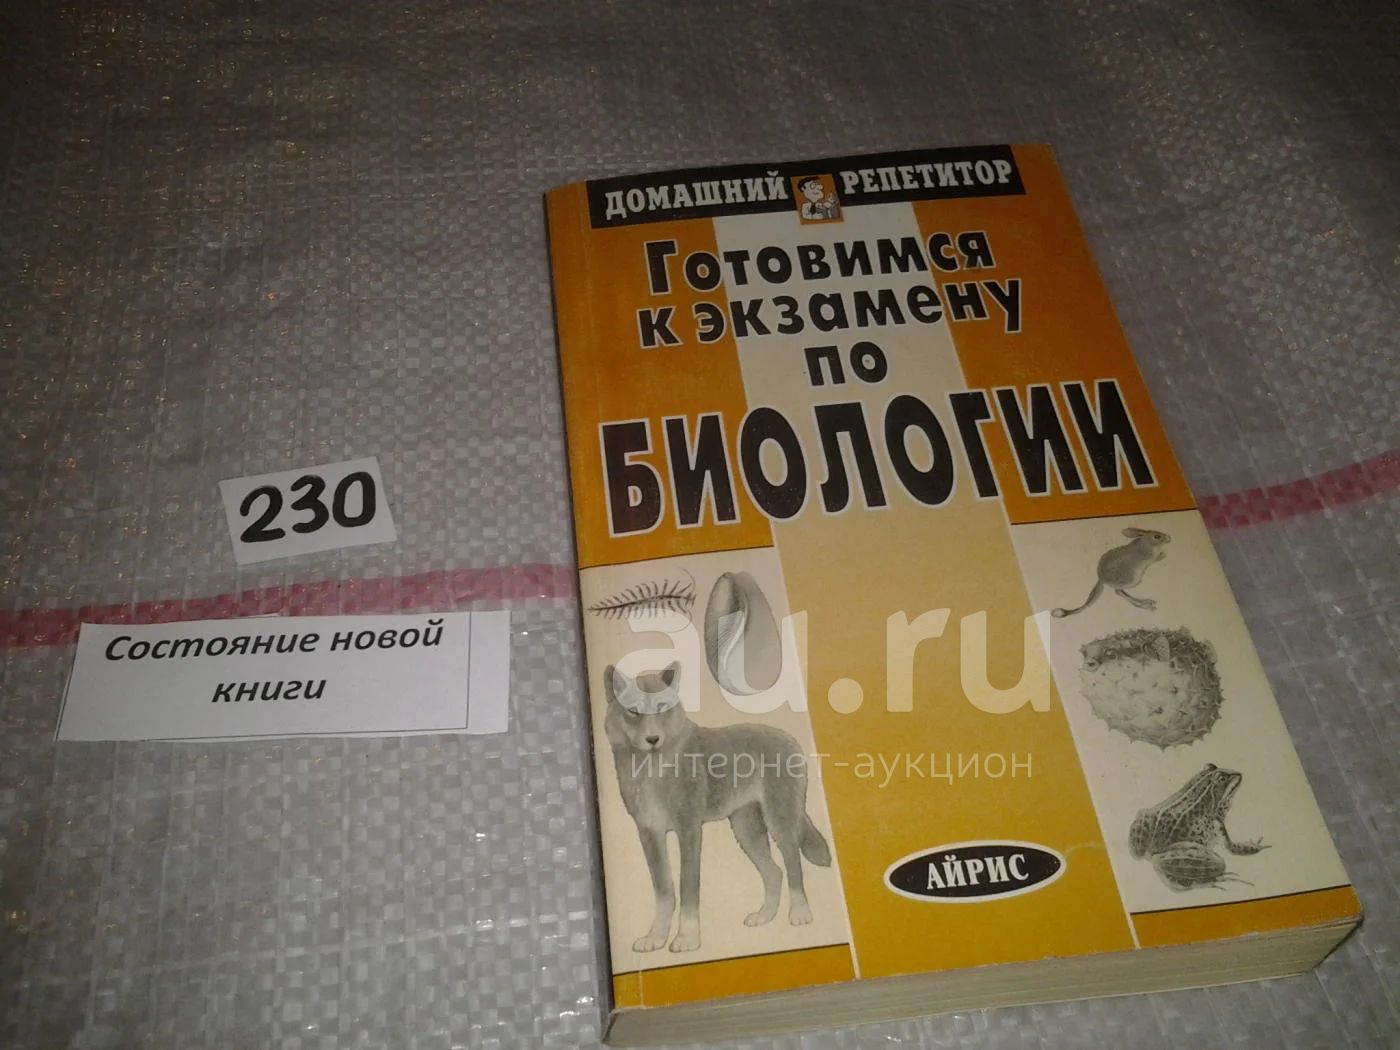 ДОМАШНИЙ РЕПЕТИТОР
Готовимся
к экзамену
по
БИОЛОГИИ
230
Состояние новой
книги
au.ru
интернет-аукцион
АЙРИС